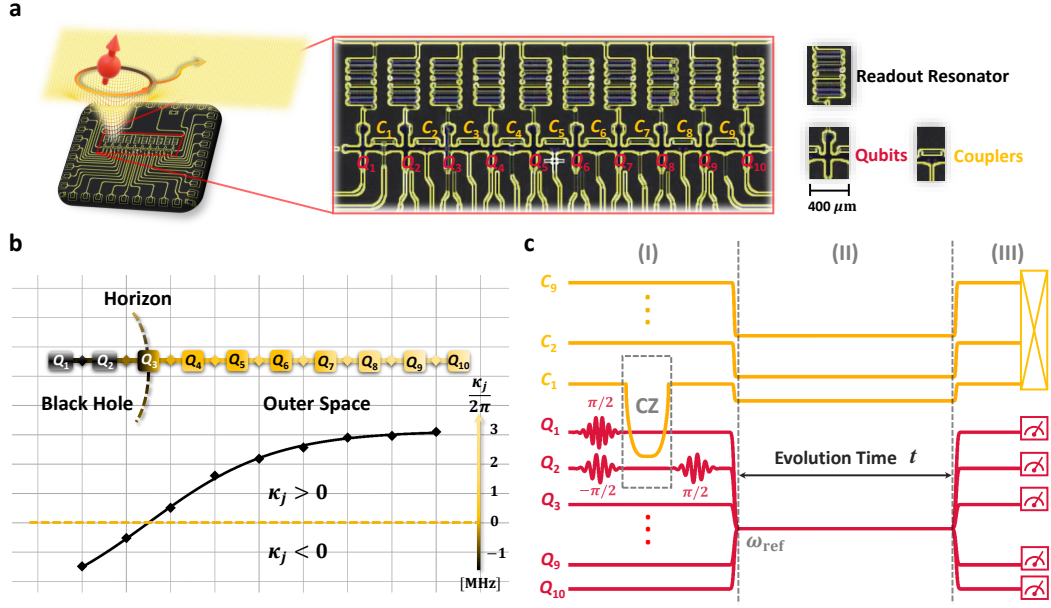 a
Readout Resonator
C1 C2 C3 C4 C5 C6 C7 C8 C9
Q1 Q2 Q3 Q4 Q5 Q6 Q7 Q8 Q9 Q10
Qubits
Couplers
400 μm
b
Horizon
Q1 Q2 Q3 Q4 Q5 Q6 Q7 Q8 Q9 Q10
Black Hole
Outer Space
κj/2π
3
2
κj > 0
1
0
κj < 0
−1
[MHz]
c
(I) (II) (III)
C9
C2
C1
CZ
π/2
Q1
Q2
−π/2
π/2
Evolution Time t
Q3
ωref
Q9
Q10